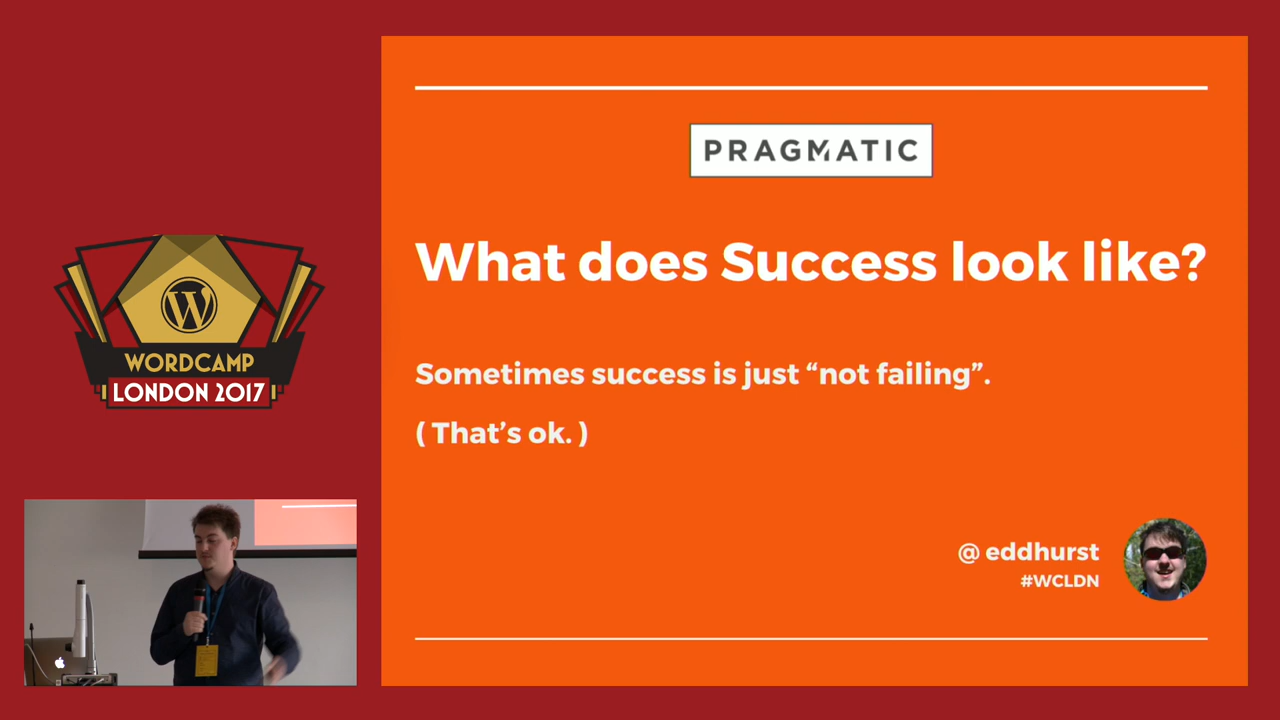 PRAGMATIC
What does Success look like?
Sometimes success is just “not failing”.
( That’s ok. )
@ eddhurst
#WCLDN
WORDCAMP
LONDON 2017